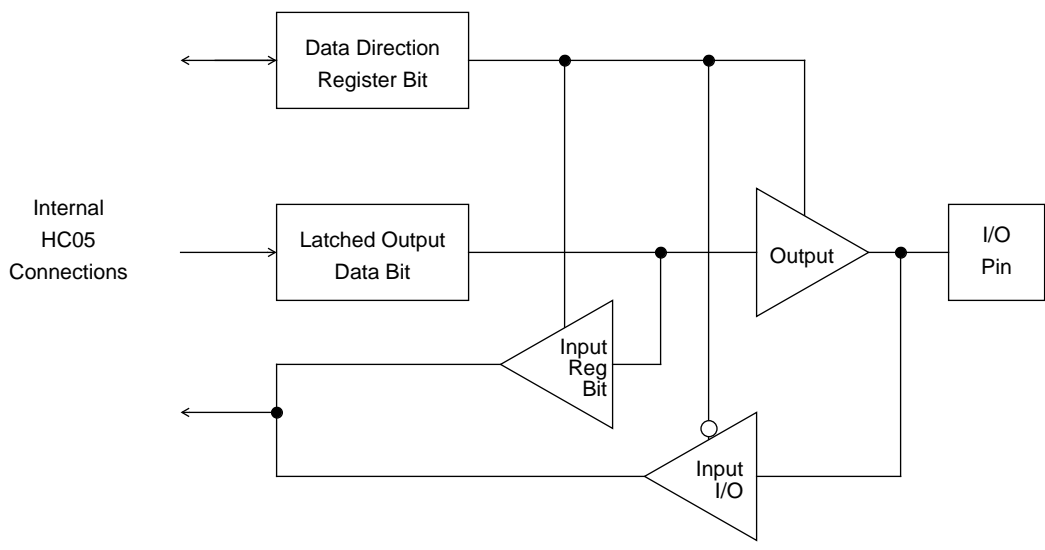 Data Direction
Register Bit
Internal
HC05
Connections
Latched Output
Data Bit
Output
I/O
Pin
Input
Reg
Bit
Input
I/O